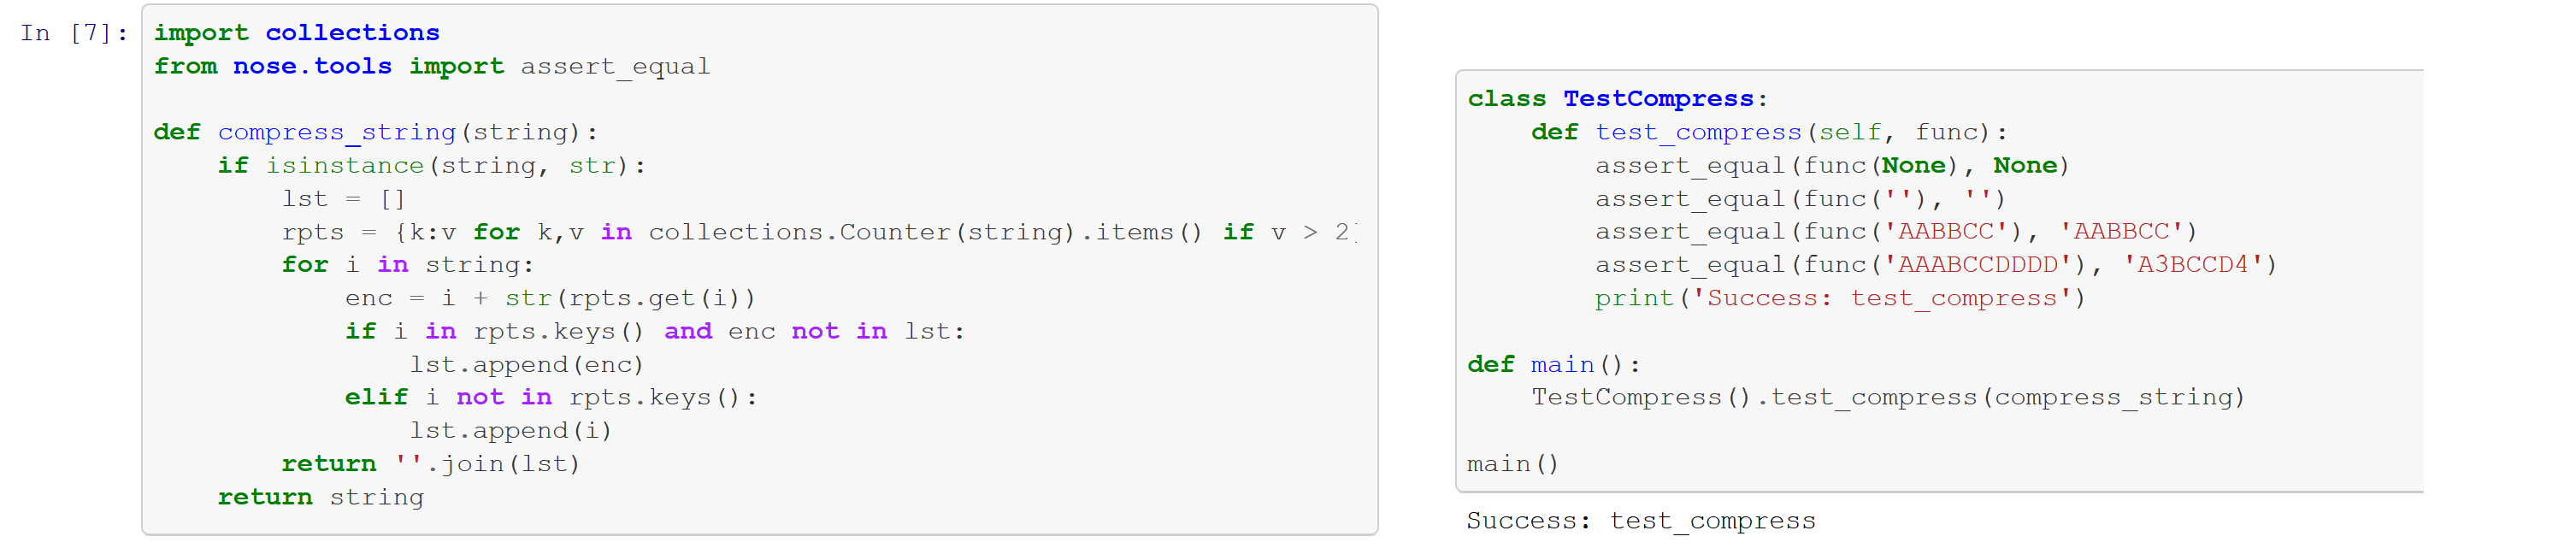 In [7]:
import collections
from nose.tools import assert_equal

def compress_string(string):
    if isinstance(string, str):
        lst = []
        rpts = {k:v for k,v in collections.Counter(string).items() if v > 2}
        for i in string:
            enc = i + str(rpts.get(i))
            if i in rpts.keys() and enc not in lst:
                lst.append(enc)
            elif i not in rpts.keys():
                lst.append(i)
        return ''.join(lst)
    return string

class TestCompress:
    def test_compress(self, func):
        assert_equal(func(None), None)
        assert_equal(func(''), '')
        assert_equal(func('AABBCC'), 'AABBCC')
        assert_equal(func('AAABCCDDDD'), 'A3BCCD4')
        print('Success: test_compress')

def main():
    TestCompress().test_compress(compress_string)

main()
Success: test_compress